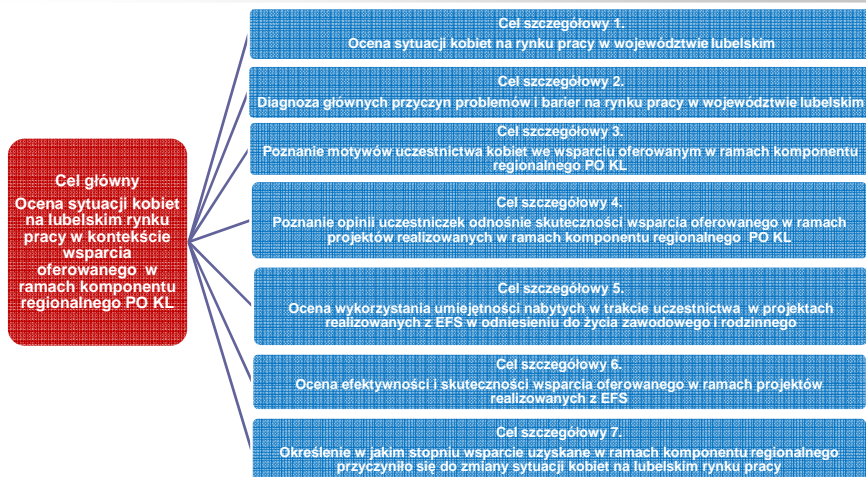 Cel główny
Ocena sytuacji kobiet
na lubelskim rynku
pracy w kontekście
wsparcia
oferowanego w
ramach komponentu
regionalnego PO KL
Cel szczegółowy 1.
Ocena sytuacji kobiet na rynku pracy w województwie lubelskim
Cel szczegółowy 2.
Diagnoza głównych przyczyn problemów i barier na rynku pracy w województwie lubelskim
Cel szczegółowy 3.
Poznanie motywów uczestnictwa kobiet we wsparciu oferowanym w ramach komponentu
regionalnego PO KL
Cel szczegółowy 4.
Poznanie opinii uczestniczek odnośnie skuteczności wsparcia oferowanego w ramach
projektów realizowanych w ramach komponentu regionalnego PO KL
Cel szczegółowy 5.
Ocena wykorzystania umiejętności nabytych w trakcie uczestnictwa w projektach
realizowanych z EFS w odniesieniu do życia zawodowego i rodzinnego
Cel szczegółowy 6.
Ocena efektywności i skuteczności wsparcia oferowanego w ramach projektów
realizowanych z EFS
Cel szczegółowy 7.
Określenie w jakim stopniu wsparcie uzyskane w ramach komponentu regionalnego
przyczyniło się do zmiany sytuacji kobiet na lubelskim rynku pracy